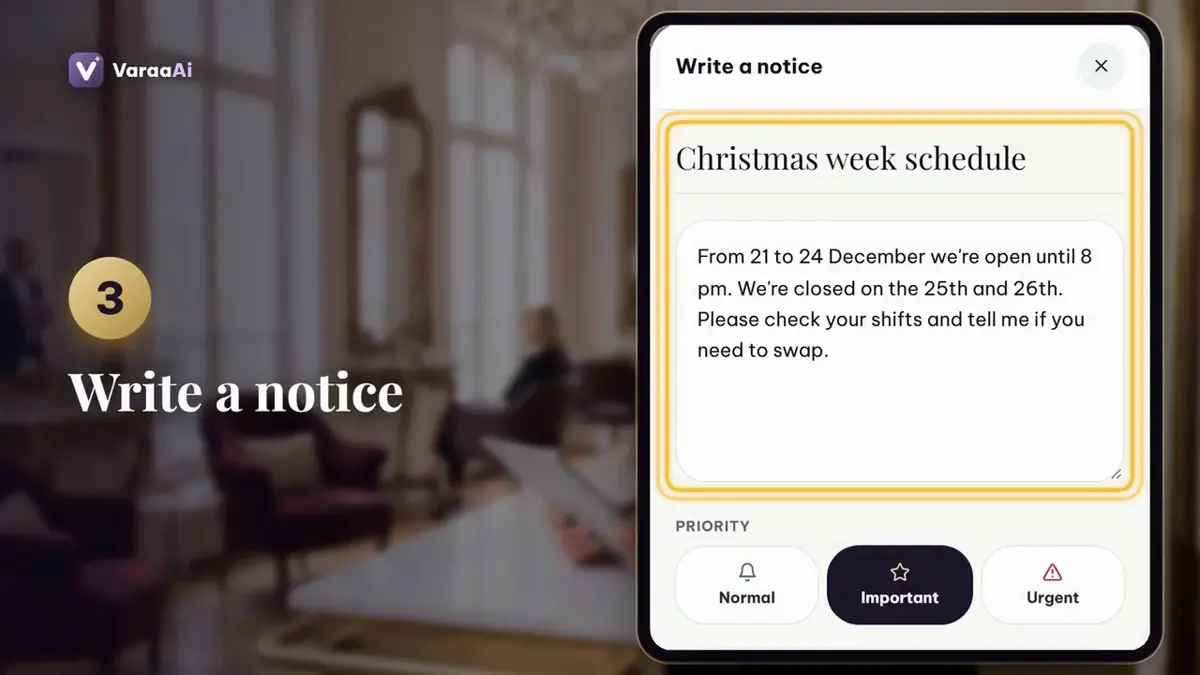 VaraaAi
3
Write a notice
Write a notice
Christmas week schedule
From 21 to 24 December we're open until 8
pm. We're closed on the 25th and 26th.
Please check your shifts and tell me if you
need to swap.
PRIORITY
Normal
Important
Urgent